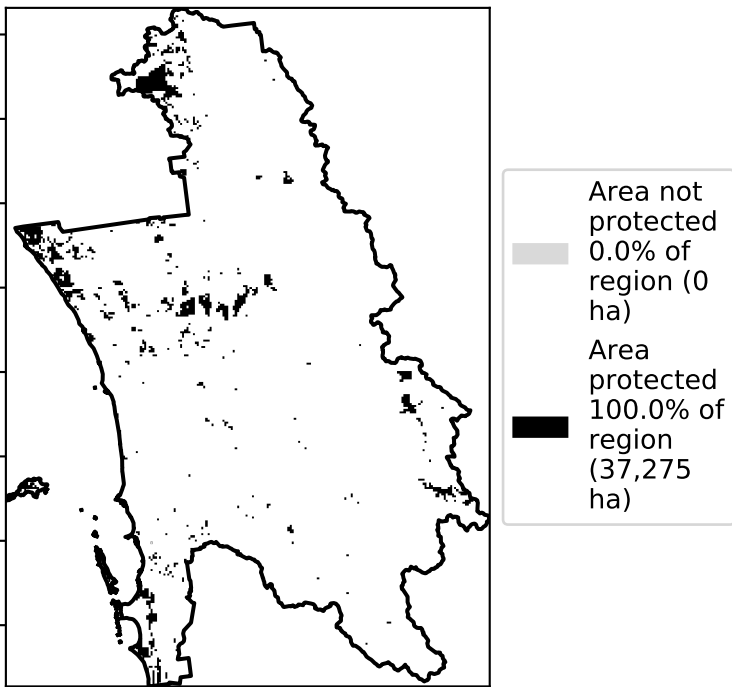 Area not
protected
0.0% of
region (0
ha)
Area
protected
100.0% of
region
(37,275
ha)